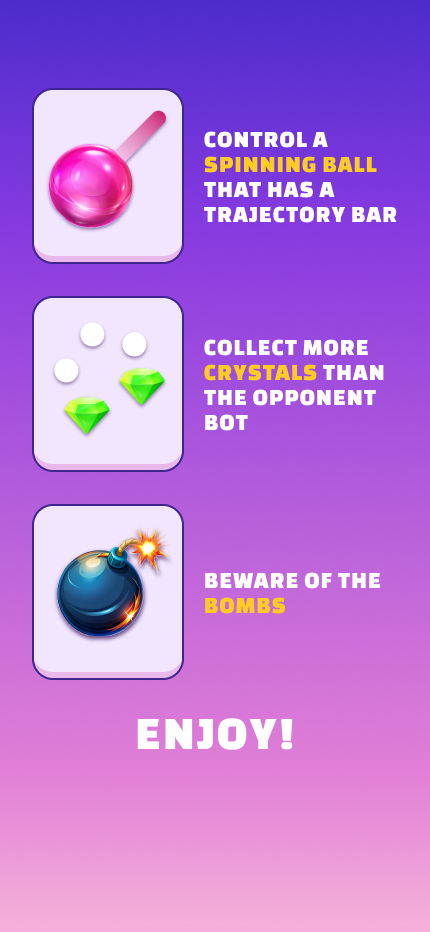 CONTROL A
SPINNING BALL
THAT HAS A
TRAJECTORY BAR
COLLECT MORE
CRYSTALS THAN
THE OPPONENT
BOT
BEWARE OF THE
BOMBS
ENJOY!